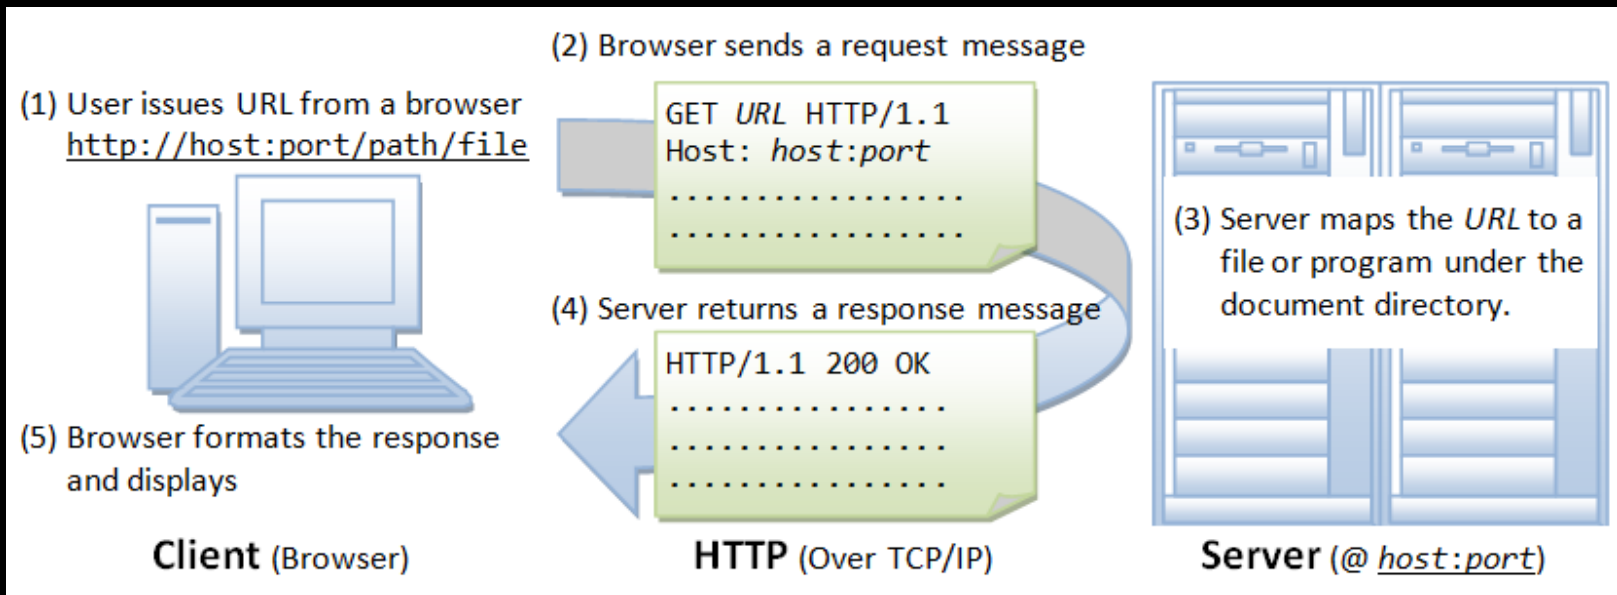 (2) Browser sends a request message
(1) User issues URL from a browser
http://host:port/path/file
GET URL HTTP/1.1
Host: host:port
..................
..................
(3) Server maps the URL to a
file or program under the
document directory.
(4) Server returns a response message
HTTP/1.1 200 OK
.................
.................
.................
(5) Browser formats the response
and displays
Client (Browser)
HTTP (Over TCP/IP)
Server (@ host:port)